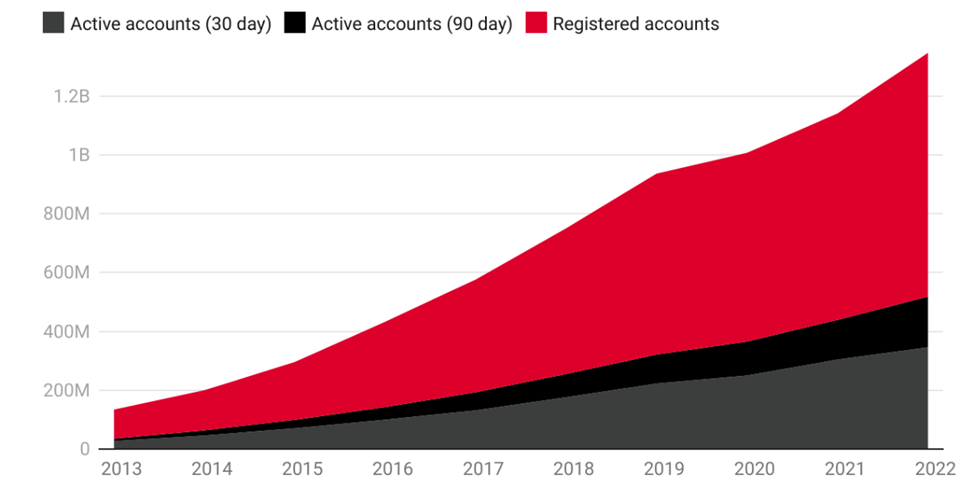 Active accounts (30 day) Active accounts (90 day) Registered accounts
1.2B
1B
800M
600M
400M
200M
0
2013 2014 2015 2016 2017 2018 2019 2020 2021 2022